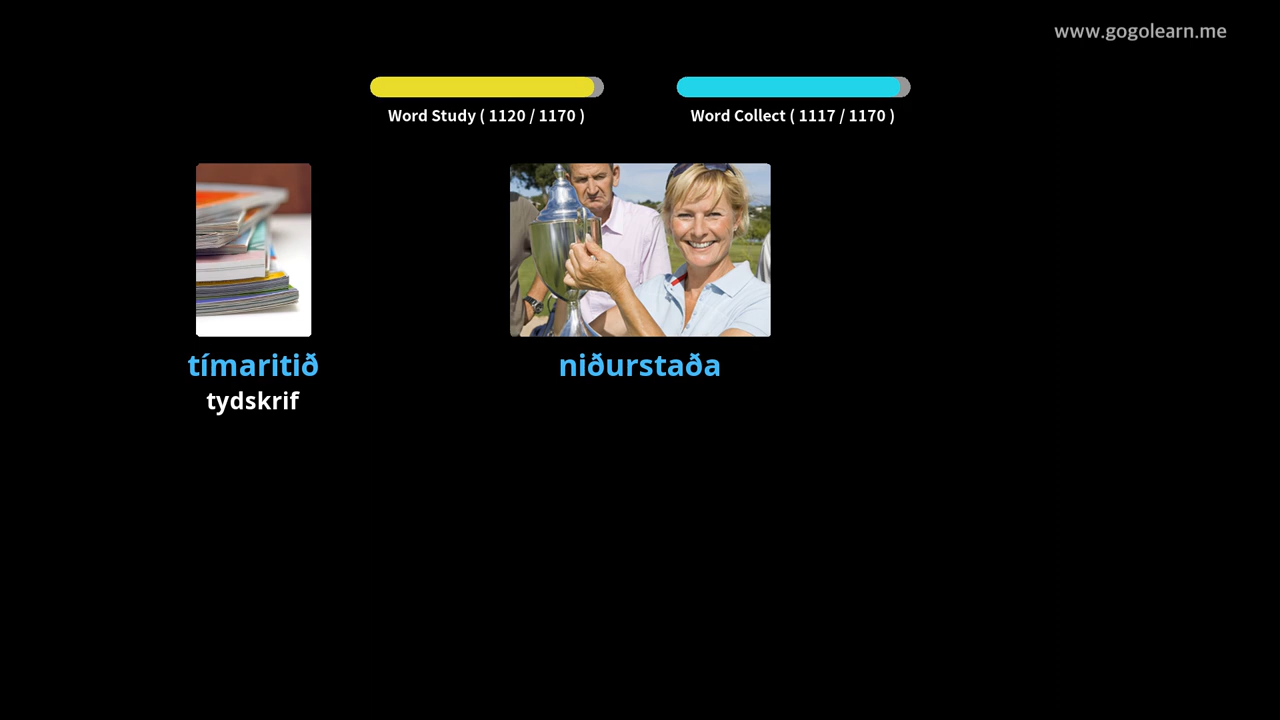 www.gogolearn.me
Word Study ( 1120 / 1170 )
Word Collect ( 1117 / 1170 )
tímaritið
tydskrif
niðurstaða